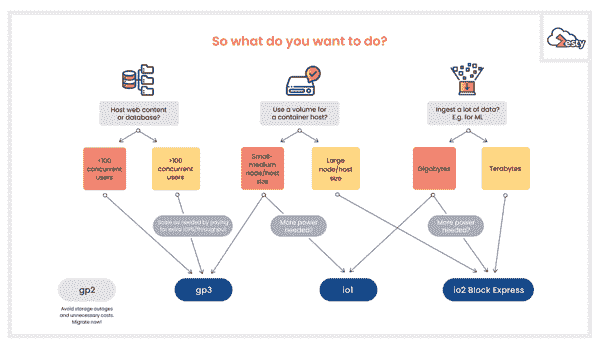 So what do you want to do?
Zesty
Host web content
or database?
Use a volume for
a container host?
Ingest a lot of data?
E.g. for ML
<100
concurrent
users
>100
concurrent
users
Small-
medium
node/host
size
Large
node/host
size
Gigabytes
Terabytes
Scale as needed by paying
for extra IOPS/throughput
More power
needed?
More power
needed?
gp2
gp3
io1
io2 Block Express
Avoid storage outages
and unnecessary costs.
Migrate now!